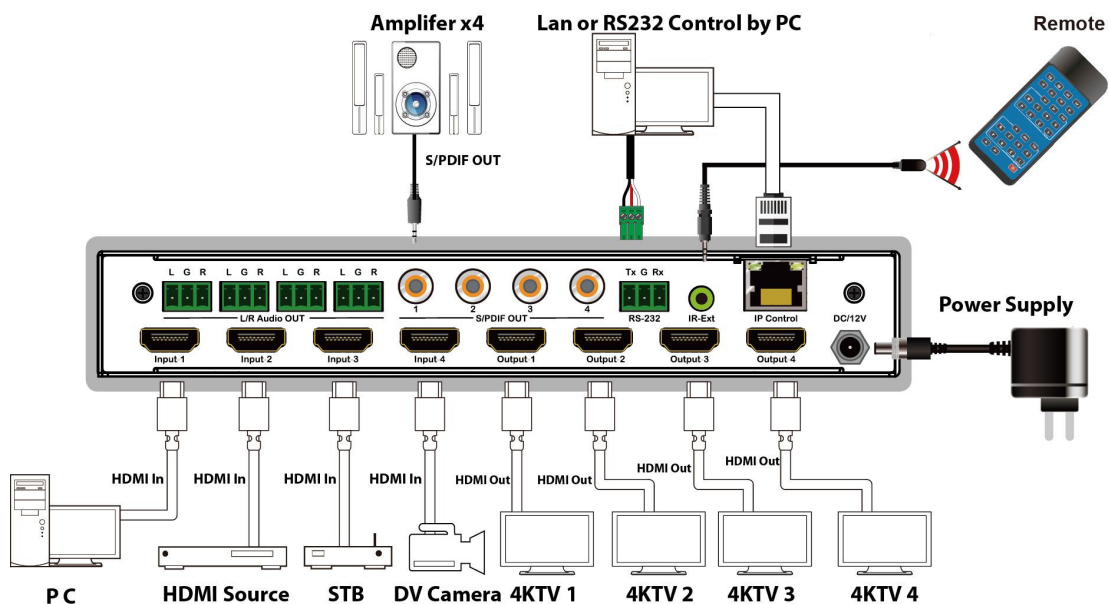 Amplifer x4
Lan or RS232 Control by PC
Remote
S/PDIF OUT
L G R
L G R
L G R
L G R
1
2
3
4
Tx G Rx
L/R Audio OUT
S/PDIF OUT
RS-232
IR-Ext
IP Control
DC/12V
Power Supply
Input 1
Input 2
Input 3
Input 4
Output 1
Output 2
Output 3
Output 4
HDMI In
HDMI In
HDMI In
HDMI In
HDMI Out
HDMI Out
HDMI Out
HDMI Out
P C
HDMI Source
STB
DV Camera
4KTV 1
4KTV 2
4KTV 3
4KTV 4